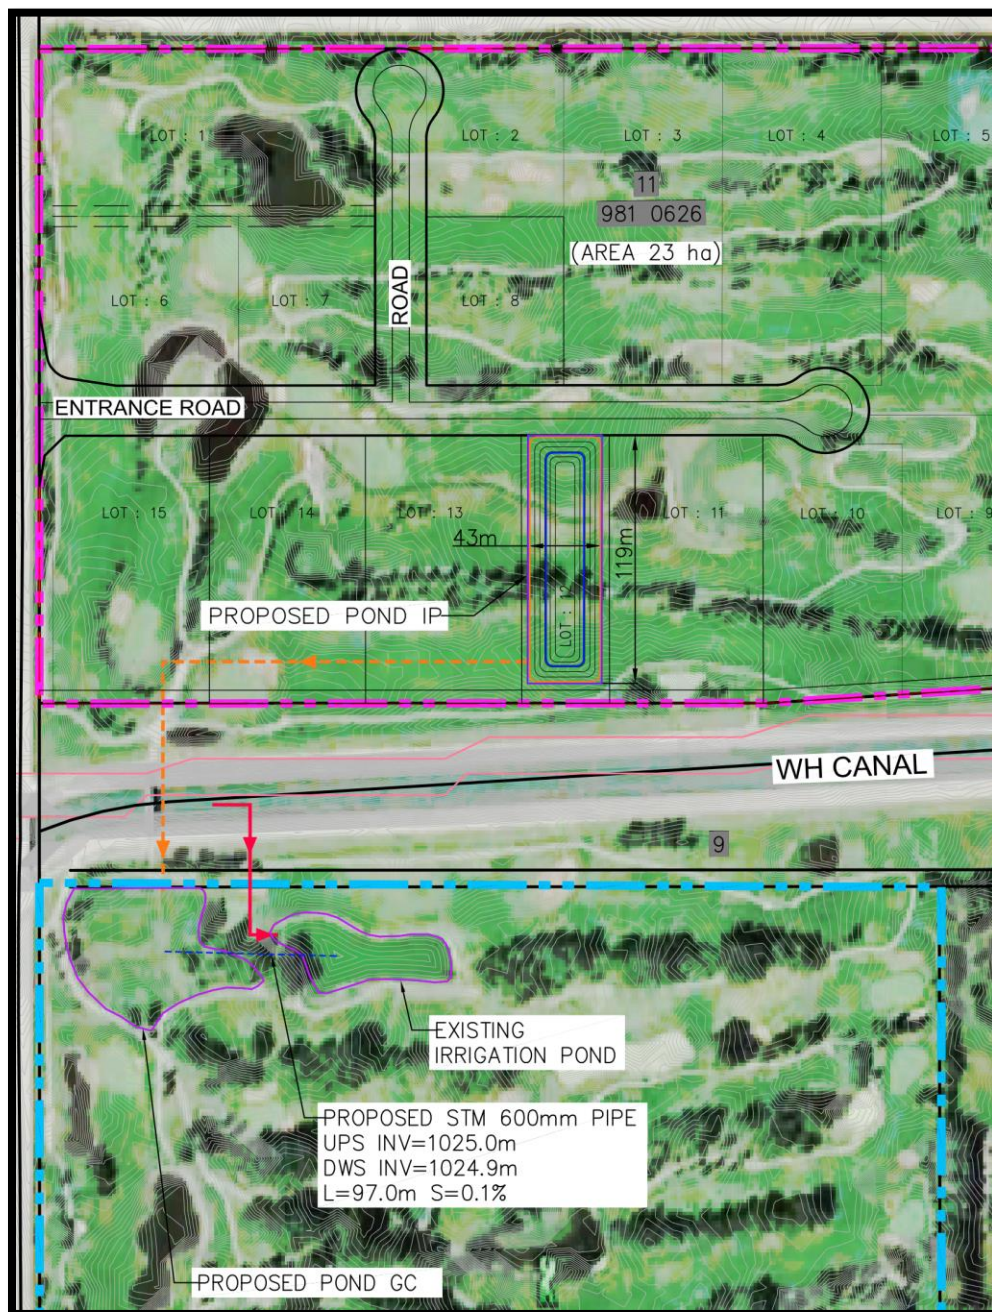 LOT : 1
LOT : 2
LOT : 3
LOT : 4
LOT : 5
11
981 0626
(AREA 23 ha)
LOT : 6
LOT : 7
ROAD
LOT : 8
ENTRANCE ROAD
LOT : 15
LOT : 14
LOT : 13
LOT : 11
LOT : 10
LOT : 9
43m
119m
PROPOSED POND IP
LOT :
WH CANAL
9
EXISTING
IRRIGATION POND
PROPOSED STM 600mm PIPE
UPS INV=1025.0m
DWS INV=1024.9m
L=97.0m S=0.1%
PROPOSED POND GC